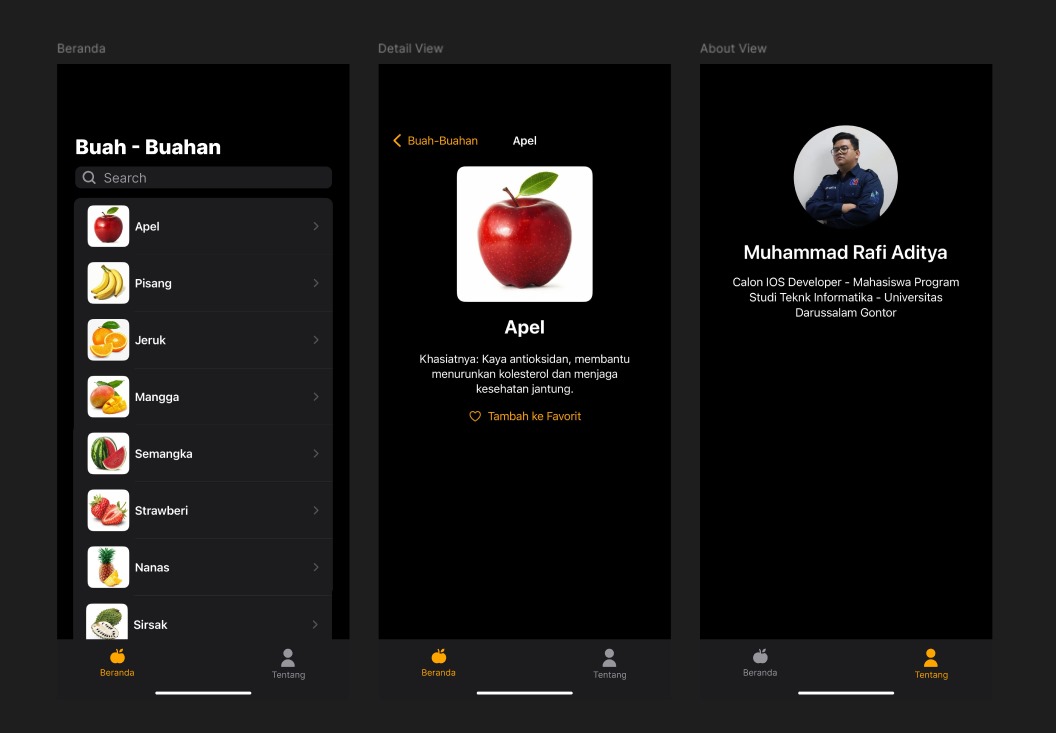 Beranda
Buah - Buahan
Search
Apel
Pisang
Jeruk
Mangga
Semangka
Strawberi
Nanas
Sirsak
Beranda
Tentang
Detail View
Buah-Buahan
Apel
Apel
Khasiatnya: Kaya antioksidan, membantu
menurunkan kolesterol dan menjaga
kesehatan jantung.
Tambah ke Favorit
Beranda
Tentang
About View
Muhammad Rafi Aditya
Calon IOS Developer - Mahasiswa Program
Studi Teknk Informatika - Universitas
Darussalam Gontor
Beranda
Tentang